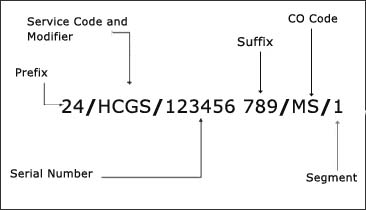 Service Code and
Modifier
CO Code
Suffix
Prefix
24/HCGS/123456 789/MS/1
Serial Number
Segment